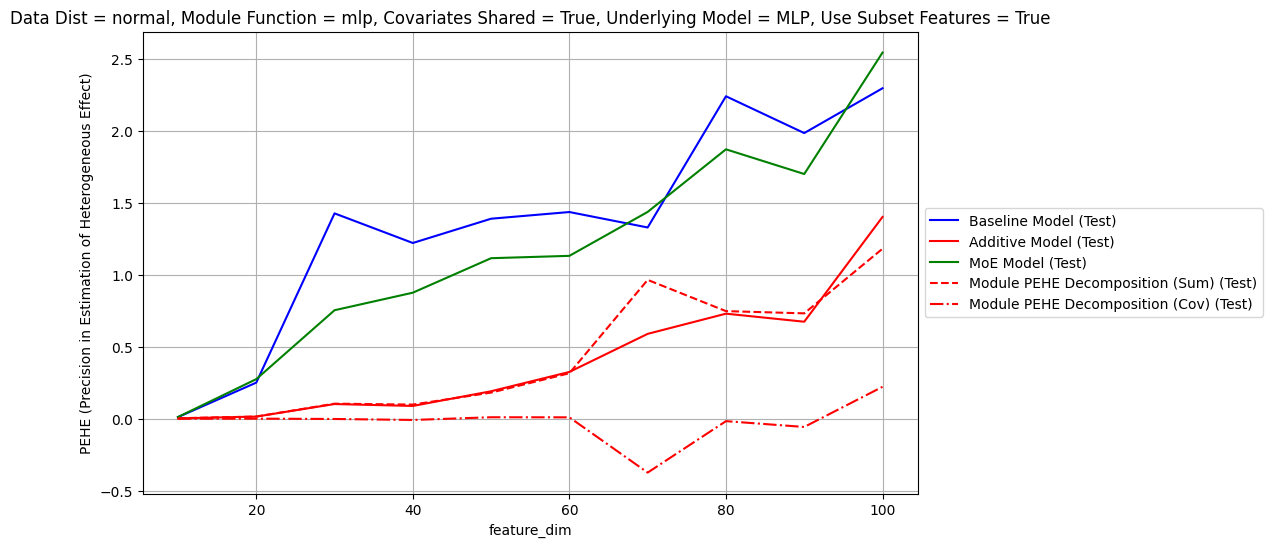 Data Dist = normal, Module Function = mlp, Covariates Shared = True, Underlying Model = MLP, Use Subset Features = True
PEHE (Precision in Estimation of Heterogeneous Effect)
2.5
2.0
1.5
1.0
0.5
0.0
−0.5
20
40
60
80
100
feature_dim
Baseline Model (Test)
Additive Model (Test)
MoE Model (Test)
Module PEHE Decomposition (Sum) (Test)
Module PEHE Decomposition (Cov) (Test)